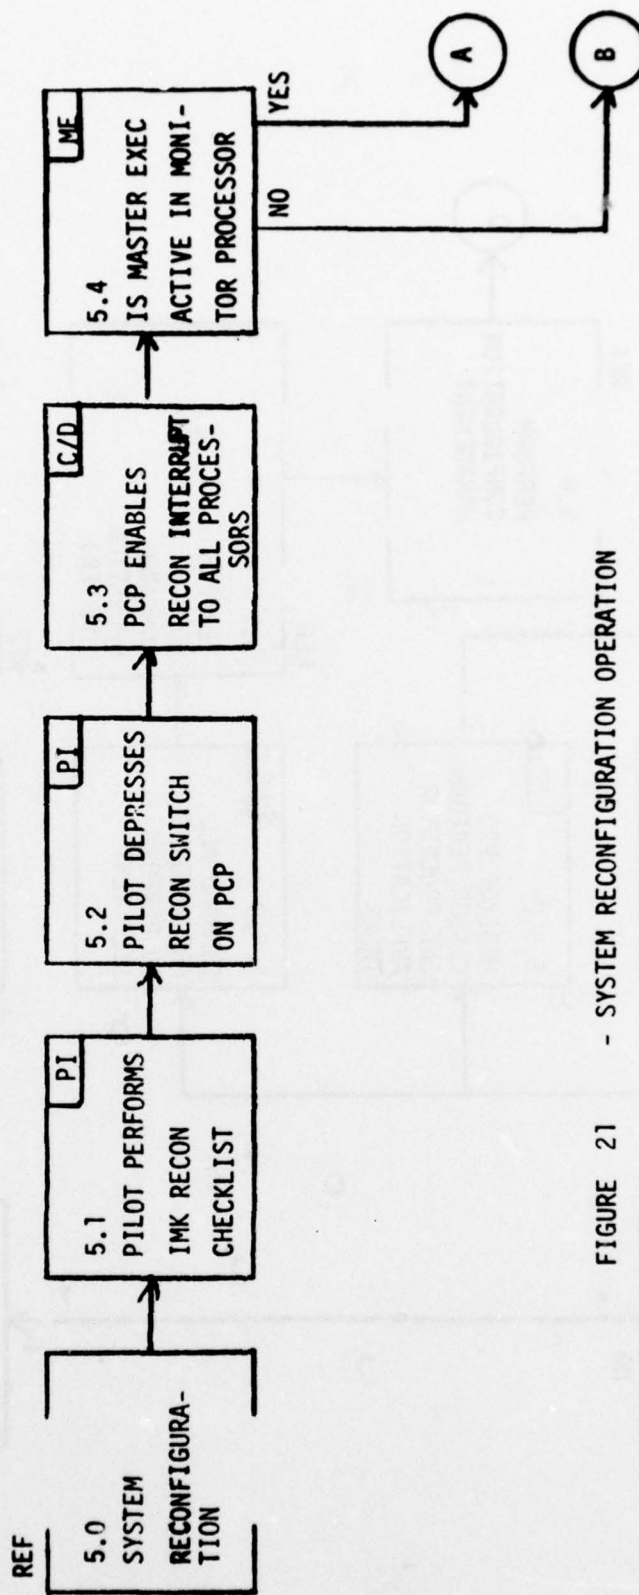 REF
5.0
SYSTEM
RECONFIGURA-
TION
PI
5.1
PILOT PERFORMS
IMK RECON
CHECKLIST
PI
5.2
PILOT DEPRESSES
RECON SWITCH
ON PCP
C/D
5.3
PCP ENABLES
RECON INTERRUPT
TO ALL PROCES-
SORS
ME
5.4
IS MASTER EXEC
ACTIVE IN MONI-
TOR PROCESSOR
NO
YES
A
B
FIGURE 21 - SYSTEM RECONFIGURATION OPERATION